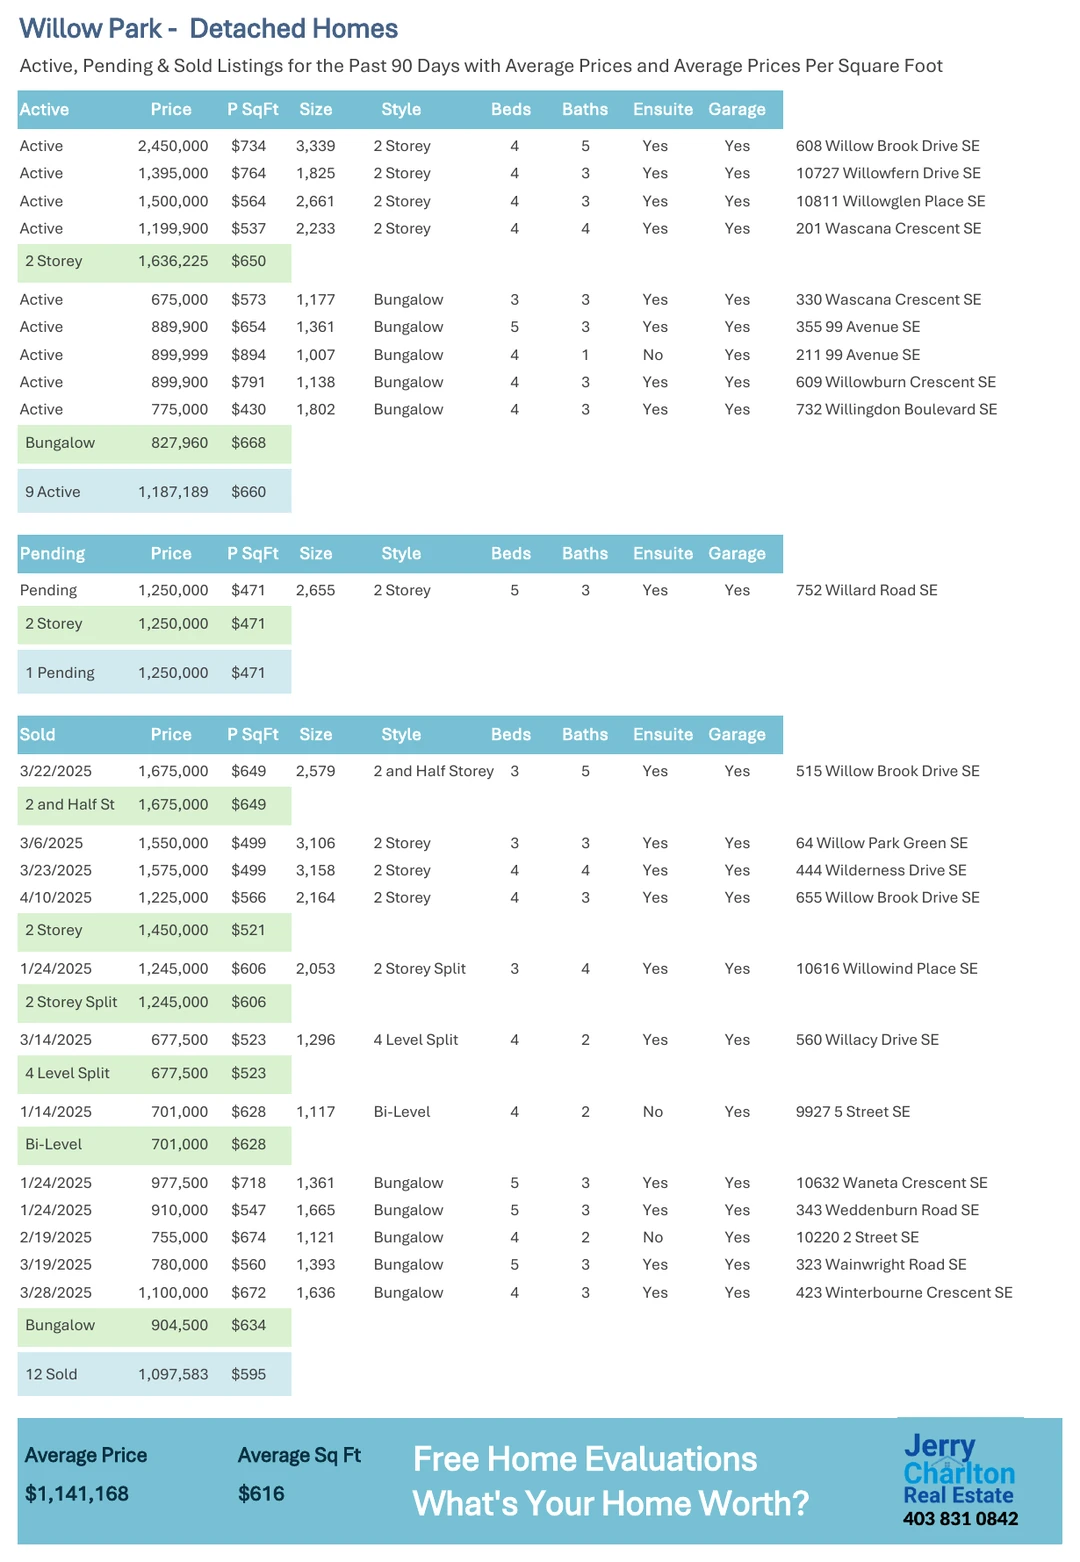 Willow Park - Detached Homes
Active, Pending & Sold Listings for the Past 90 Days with Average Prices and Average Prices Per Square Foot
Active Price P SqFt Size Style Beds Baths Ensuite Garage
Active 2,450,000 $734 3,339 2 Storey 4 5 Yes Yes 608 Willow Brook Drive SE
Active 1,395,000 $764 1,825 2 Storey 4 3 Yes Yes 10727 Willowfern Drive SE
Active 1,500,000 $564 2,661 2 Storey 4 3 Yes Yes 10811 Willowglen Place SE
Active 1,199,900 $537 2,233 2 Storey 4 4 Yes Yes 201 Wascana Crescent SE
2 Storey 1,636,225 $650
Active 675,000 $573 1,177 Bungalow 3 3 Yes Yes 330 Wascana Crescent SE
Active 889,900 $654 1,361 Bungalow 5 3 Yes Yes 355 99 Avenue SE
Active 899,999 $894 1,007 Bungalow 4 1 No Yes 211 99 Avenue SE
Active 899,900 $791 1,138 Bungalow 4 3 Yes Yes 609 Willowburn Crescent SE
Active 775,000 $430 1,802 Bungalow 4 3 Yes Yes 732 Willingdon Boulevard SE
Bungalow 827,960 $668
9 Active 1,187,189 $660
Pending Price P SqFt Size Style Beds Baths Ensuite Garage
Pending 1,250,000 $471 2,655 2 Storey 5 3 Yes Yes 752 Willard Road SE
2 Storey 1,250,000 $471
1 Pending 1,250,000 $471
Sold Price P SqFt Size Style Beds Baths Ensuite Garage
3/22/2025 1,675,000 $649 2,579 2 and Half Storey 3 5 Yes Yes 515 Willow Brook Drive SE
2 and Half St 1,675,000 $649
3/6/2025 1,550,000 $499 3,106 2 Storey 3 3 Yes Yes 64 Willow Park Green SE
3/23/2025 1,575,000 $499 3,158 2 Storey 4 4 Yes Yes 444 Wilderness Drive SE
4/10/2025 1,225,000 $566 2,164 2 Storey 4 3 Yes Yes 655 Willow Brook Drive SE
2 Storey 1,450,000 $521
1/24/2025 1,245,000 $606 2,053 2 Storey Split 3 4 Yes Yes 10616 Willowind Place SE
2 Storey Split 1,245,000 $606
3/14/2025 677,500 $523 1,296 4 Level Split 4 2 Yes Yes 560 Willacy Drive SE
4 Level Split 677,500 $523
1/14/2025 701,000 $628 1,117 Bi-Level 4 2 No Yes 9927 5 Street SE
Bi-Level 701,000 $628
1/24/2025 977,500 $718 1,361 Bungalow 5 3 Yes Yes 10632 Waneta Crescent SE
1/24/2025 910,000 $547 1,665 Bungalow 5 3 Yes Yes 343 Weddenburn Road SE
2/19/2025 755,000 $674 1,121 Bungalow 4 2 No Yes 10220 2 Street SE
3/19/2025 780,000 $560 1,393 Bungalow 5 3 Yes Yes 323 Wainwright Road SE
3/28/2025 1,100,000 $672 1,636 Bungalow 4 3 Yes Yes 423 Winterbourne Crescent SE
Bungalow 904,500 $634
12 Sold 1,097,583 $595
Average Price Average Sq Ft
$1,141,168 $616
Free Home Evaluations
What's Your Home Worth?
Jerry
Charlton
Real Estate
403 831 0842